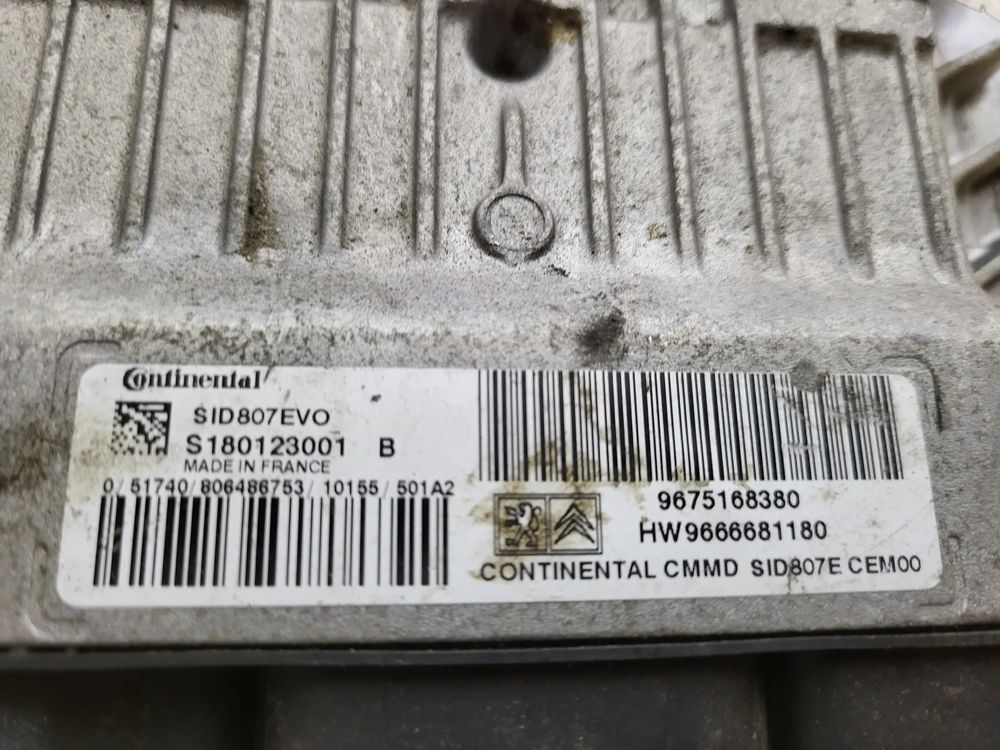 Continental
SID807EVO
S180123001 B
MADE IN FRANCE
0/51740/806486753/10155/501A2
9675168380
HW9666681180
CONTINENTAL CMMD SID807E CEM00